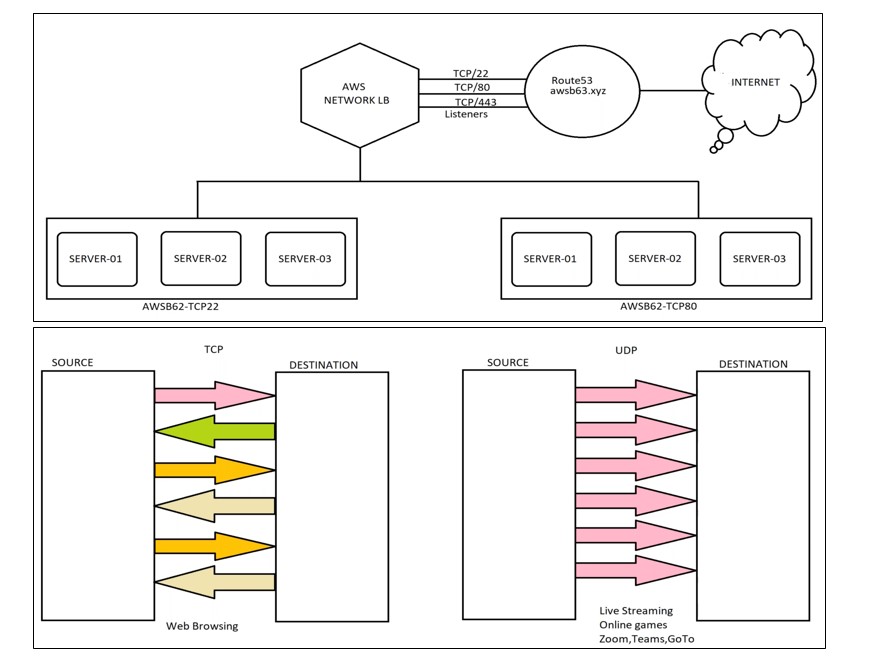 AWS
NETWORK LB
TCP/22
TCP/80
TCP/443
Listeners
Route53
awsb63.xyz
INTERNET
SERVER-01
SERVER-02
SERVER-03
AWSB62-TCP22
SERVER-01
SERVER-02
SERVER-03
AWSB62-TCP80
TCP
SOURCE
DESTINATION
Web Browsing
UDP
SOURCE
DESTINATION
Live Streaming
Online games
Zoom,Teams,GoTo